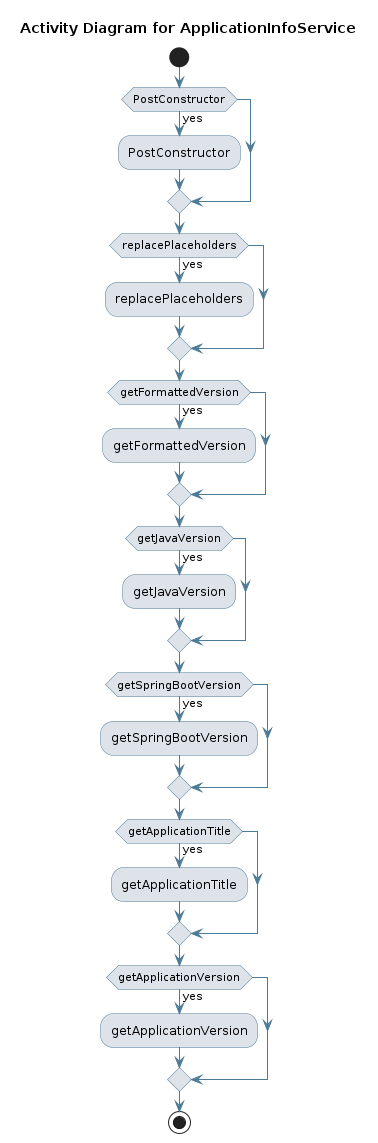 Activity Diagram for ApplicationInfoService
PostConstructor
yes
PostConstructor
replacePlaceholders
yes
replacePlaceholders
getFormattedVersion
yes
getFormattedVersion
getJavaVersion
yes
getJavaVersion
getSpringBootVersion
yes
getSpringBootVersion
getApplicationTitle
yes
getApplicationTitle
getApplicationVersion
yes
getApplicationVersion